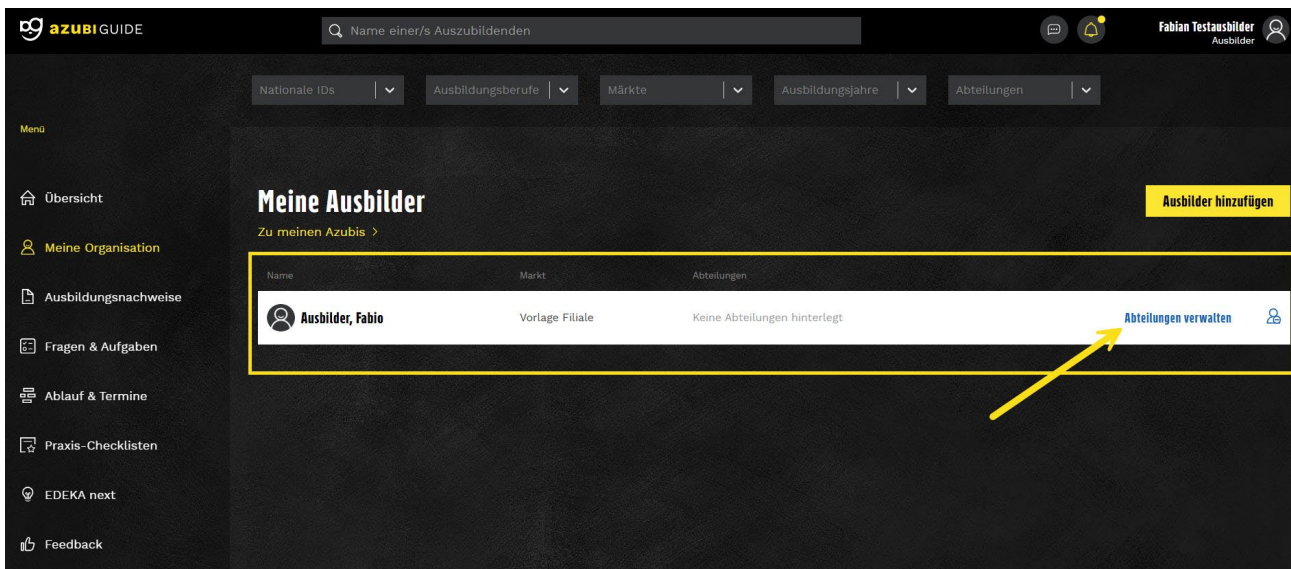 azubiGUIDE
Name einer/s Auszubildenden
Fabian Testausbilder
Ausbilder
Nationale IDs
Ausbildungsberufe
Märkte
Ausbildungsjahre
Abteilungen
Menü
Übersicht
Meine Organisation
Ausbildungsnachweise
Fragen & Aufgaben
Ablauf & Termine
Praxis-Checklisten
EDEKA next
Feedback
Meine Ausbilder
Ausbilder hinzufügen
Zu meinen Azubis >
Name Markt Abteilungen
Ausbilder, Fabio Vorlage Filiale Keine Abteilungen hinterlegt Abteilungen verwalten